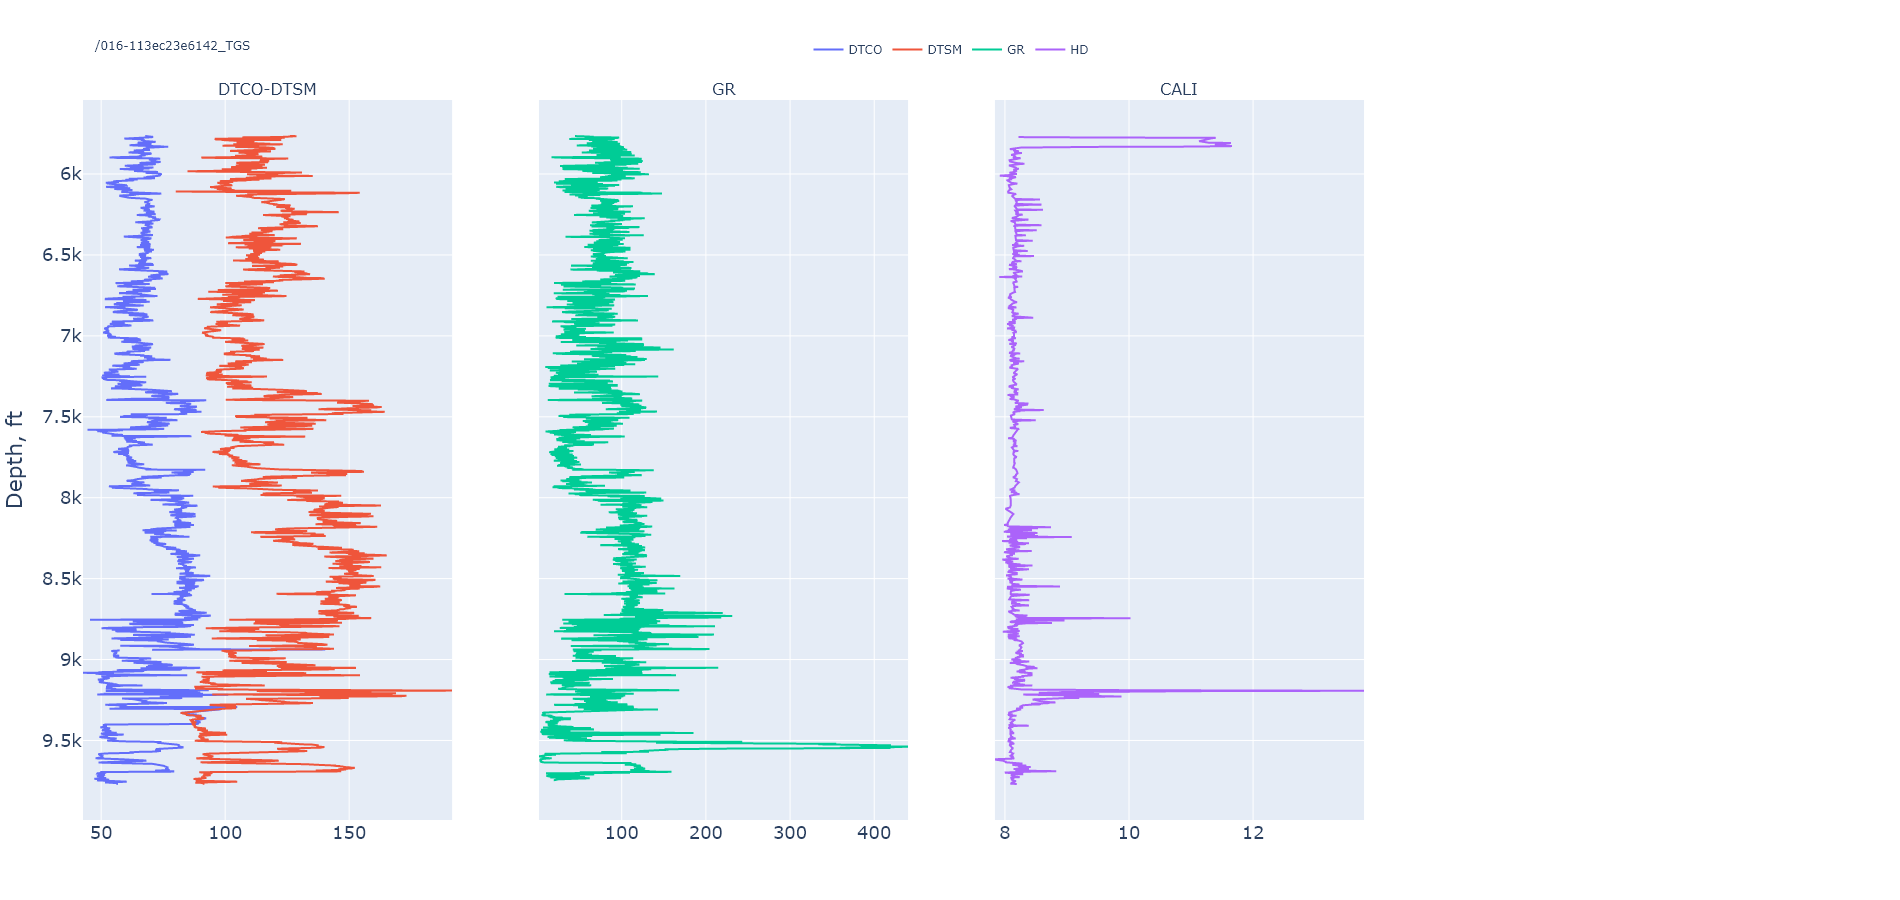 /016-113ec23e6142_TGS
DTCO DTSM GR HD
DTCO-DTSM GR CALI
Depth, ft
6k
6.5k
7k
7.5k
8k
8.5k
9k
9.5k
50 100 150 100 200 300 400 8 10 12